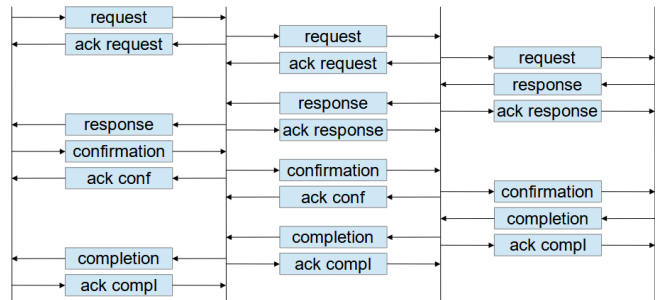 request
ack request
request
ack request
request
response
response
ack response
response
ack response
confirmation
confirmation
ack conf
ack conf
confirmation
completion
completion
ack compl
completion
ack compl
ack compl